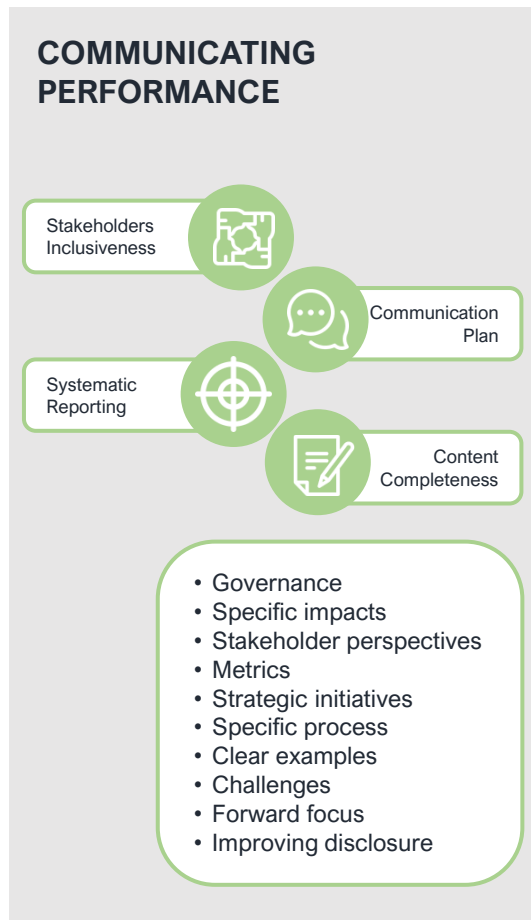 COMMUNICATING
PERFORMANCE
Stakeholders
Inclusiveness
Communication
Plan
Systematic
Reporting
Content
Completeness
• Governance
• Specific impacts
• Stakeholder perspectives
• Metrics
• Strategic initiatives
• Specific process
• Clear examples
• Challenges
• Forward focus
• Improving disclosure